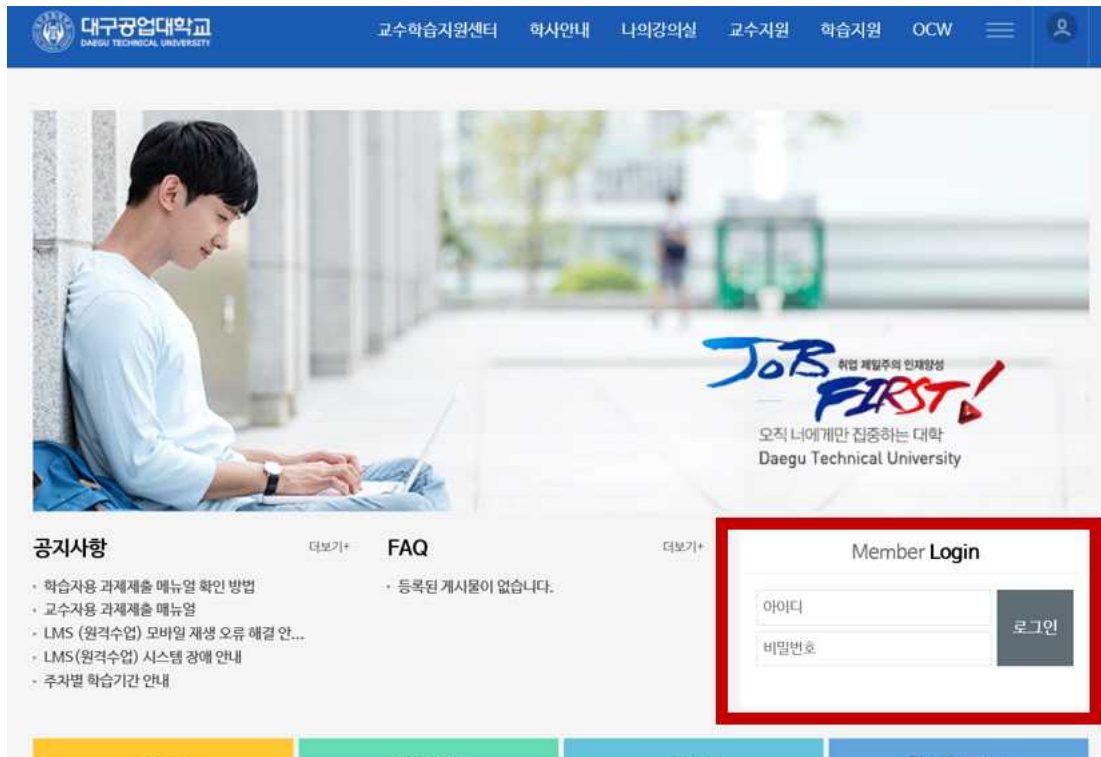 대구공업대학교
DAEGU TECHNICAL UNIVERSITY
교수학습지원센터 학사안내 나의강의실 교수지원 학습지원 OCW
JOB 취업 제일주의 인재양성
FIRST!
오직 너에게만 집중하는 대학
Daegu Technical University
공지사항 더보기+
· 학습자용 과제제출 메뉴얼 확인 방법
· 교수자용 과제제출 매뉴얼
· LMS (원격수업) 모바일 재생 오류 해결 안...
· LMS(원격수업) 시스템 장애 안내
· 주차별 학습기간 안내
FAQ 더보기+
· 등록된 게시물이 없습니다.
Member Login
아이디
비밀번호
로그인